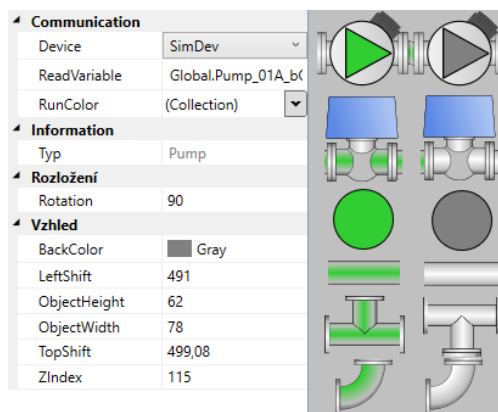 Communication
Device SimDev
ReadVariable Global.Pump_01A_b
RunColor (Collection)
Information
Typ Pump
Rozložení
Rotation 90
Vzhled
BackColor Gray
LeftShift 491
ObjectHeight 62
ObjectWidth 78
TopShift 499,08
ZIndex 115